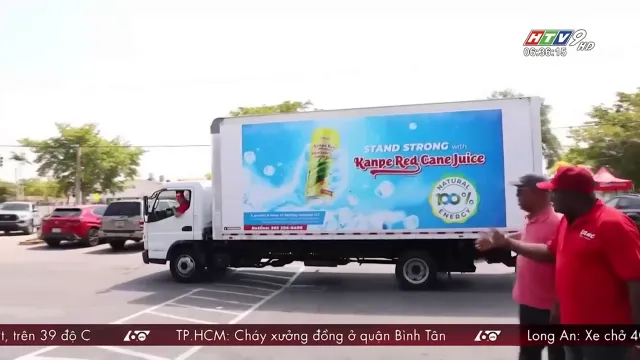 HTV9 HD
06:36:15
STAND STRONG with
Kanpe Red Cane Juice
NATURAL
100%
ENERGY
t, trên 39 độ C
TP.HCM: Cháy xưởng đồng ở quận Bình Tân
Long An: Xe chở 40